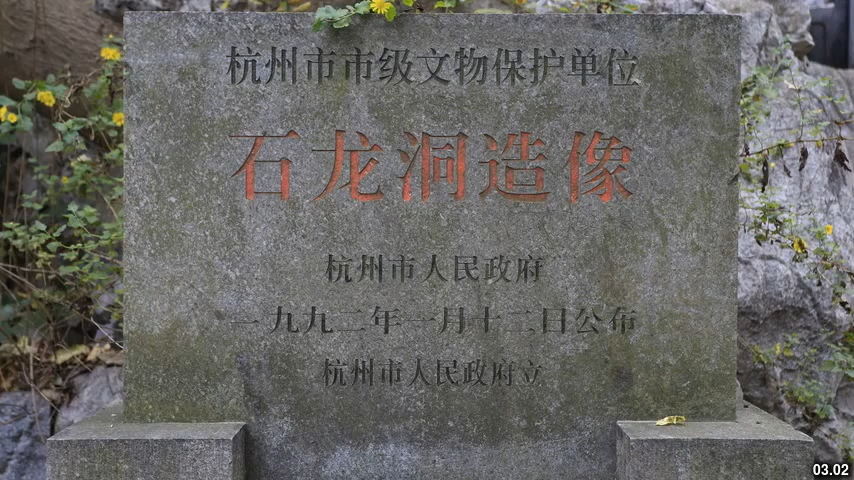 杭州市市级文物保护单位
石龙洞造像
杭州市人民政府
一九九二年一月十二日公布
杭州市人民政府立
03.02